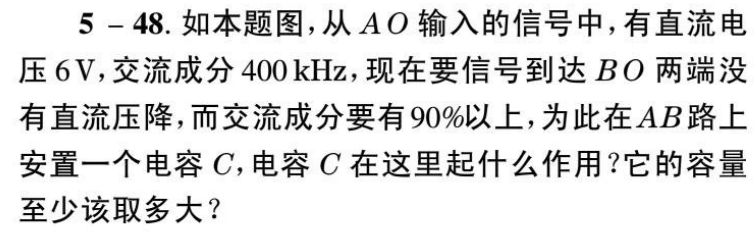 5 – 48. 如本题图,从 AO 输入的信号中,有直流电
压 6V,交流成分 400 kHz,现在要信号到达 BO 两端没
有直流压降,而交流成分要有90%以上,为此在AB路上
安置一个电容 C,电容 C 在这里起什么作用?它的容量
至少该取多大?